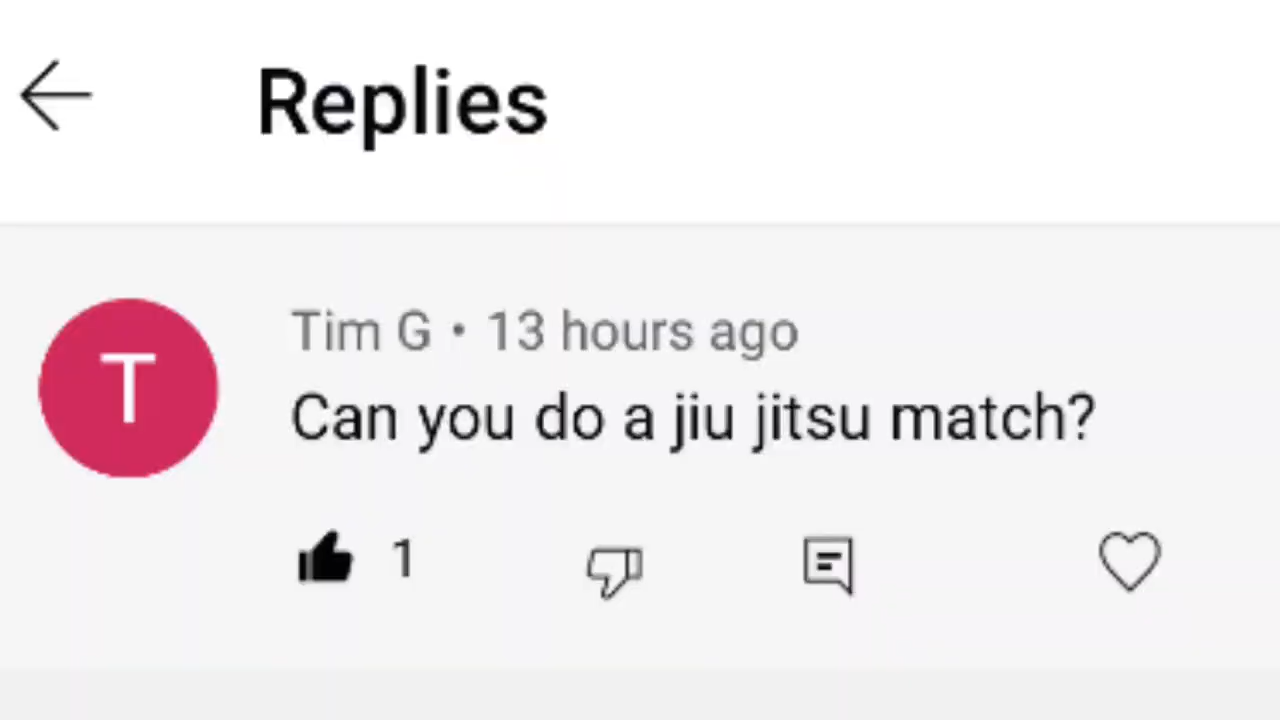 Replies
T
Tim G • 13 hours ago
Can you do a jiu jitsu match?
1